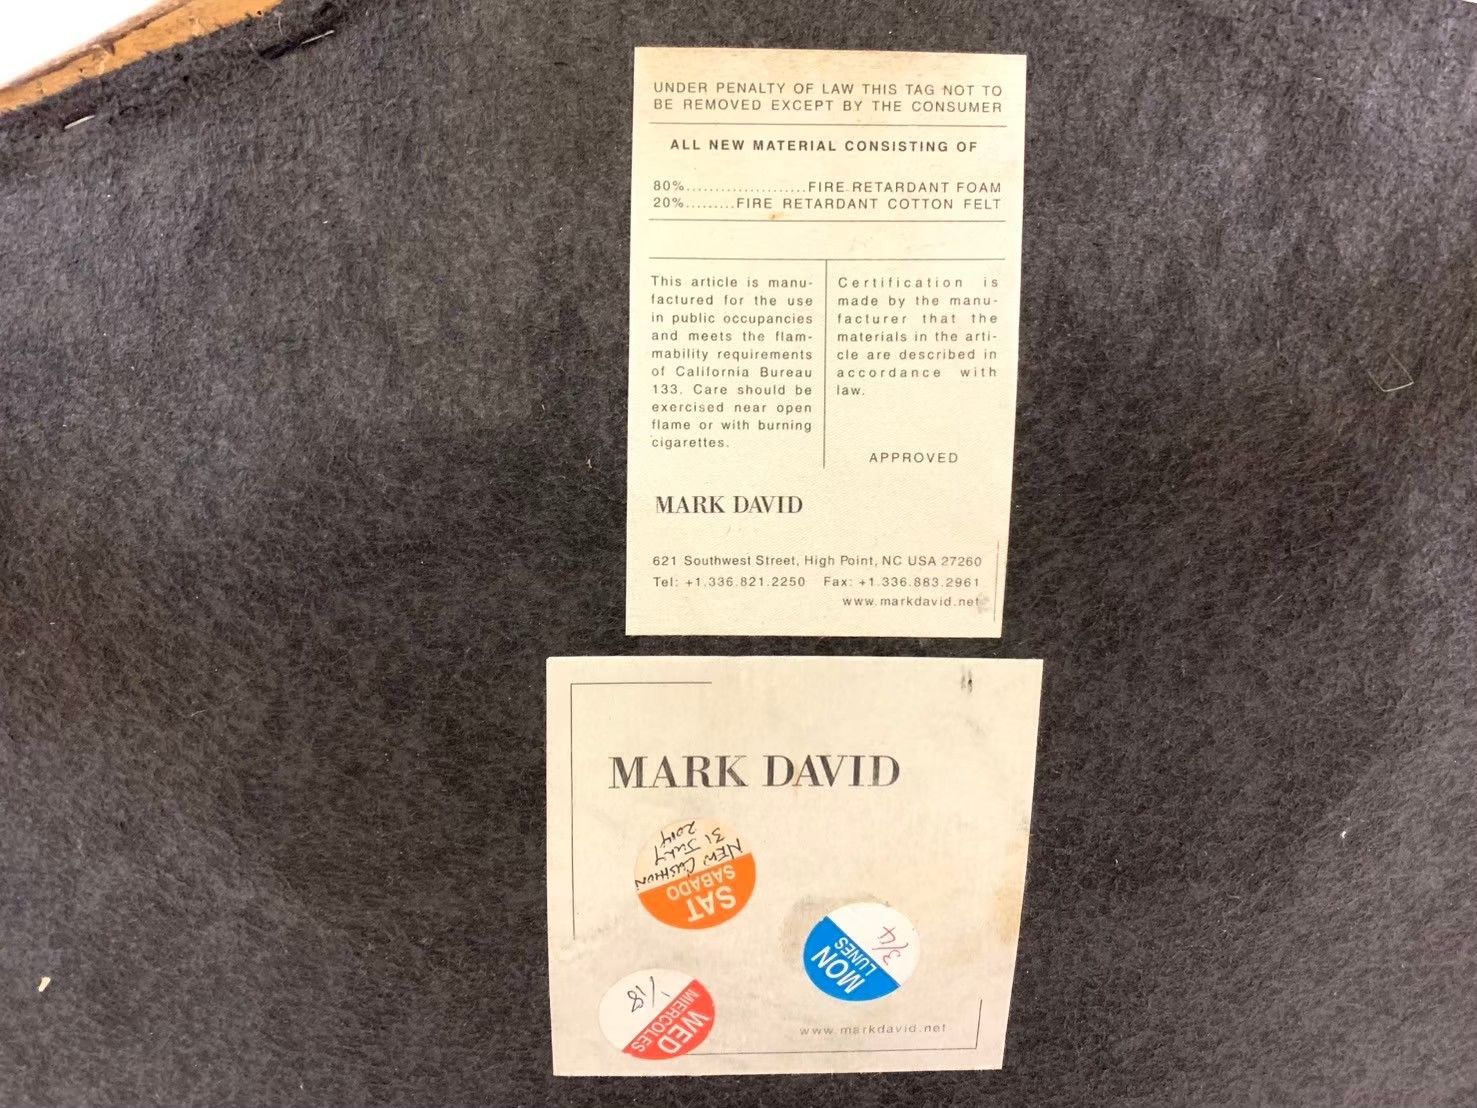 UNDER PENALTY OF LAW THIS TAG NOT TO
BE REMOVED EXCEPT BY THE CONSUMER
ALL NEW MATERIAL CONSISTING OF
80%.....................FIRE RETARDANT FOAM
20%.........FIRE RETARDANT COTTON FELT
This article is manu-
factured for the use
in public occupancies
and meets the flam-
mability requirements
of California Bureau
133. Care should be
exercised near open
flame or with burning
cigarettes.
Certification is
made by the manu-
facturer that the
materials in the arti-
cle are described in
accordance with
law.
APPROVED
MARK DAVID
621 Southwest Street, High Point, NC USA 27260
Tel: +1.336.821.2250 Fax: +1.336.883.2961
www.markdavid.net
MARK DAVID
SAT
SABADO
NEW CUSHION
31 July
2014
MON
LUNES
3/4
WED
MIERCOLES
1/18
www.markdavid.net